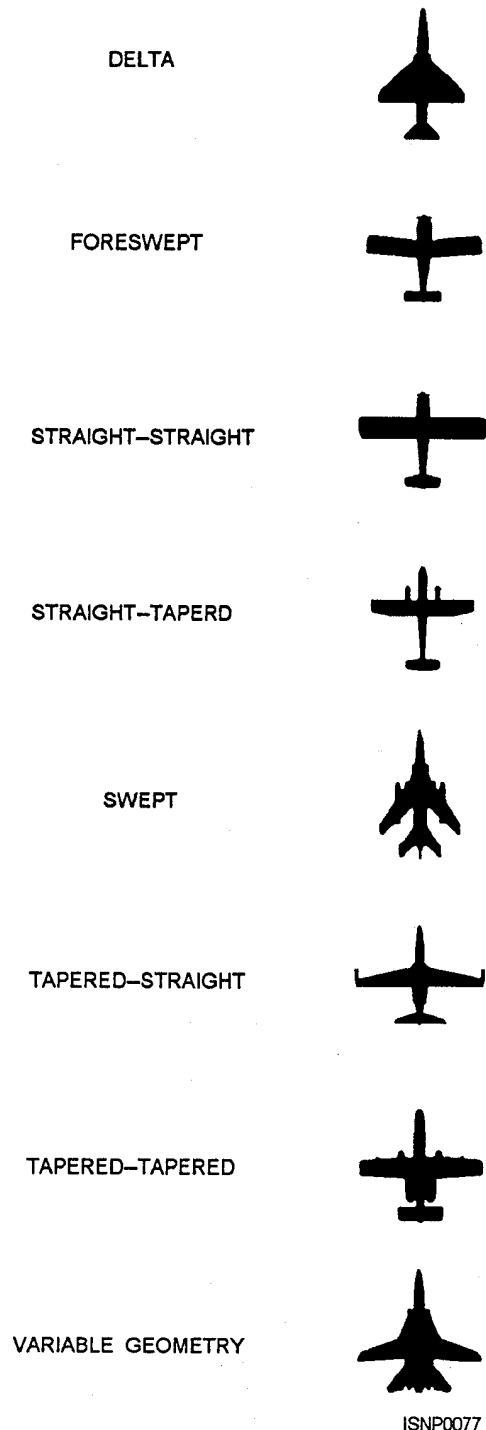 DELTA
FORESWEPT
STRAIGHT–STRAIGHT
STRAIGHT–TAPERD
SWEPT
TAPERED–STRAIGHT
TAPERED–TAPERED
VARIABLE GEOMETRY
ISNP0077